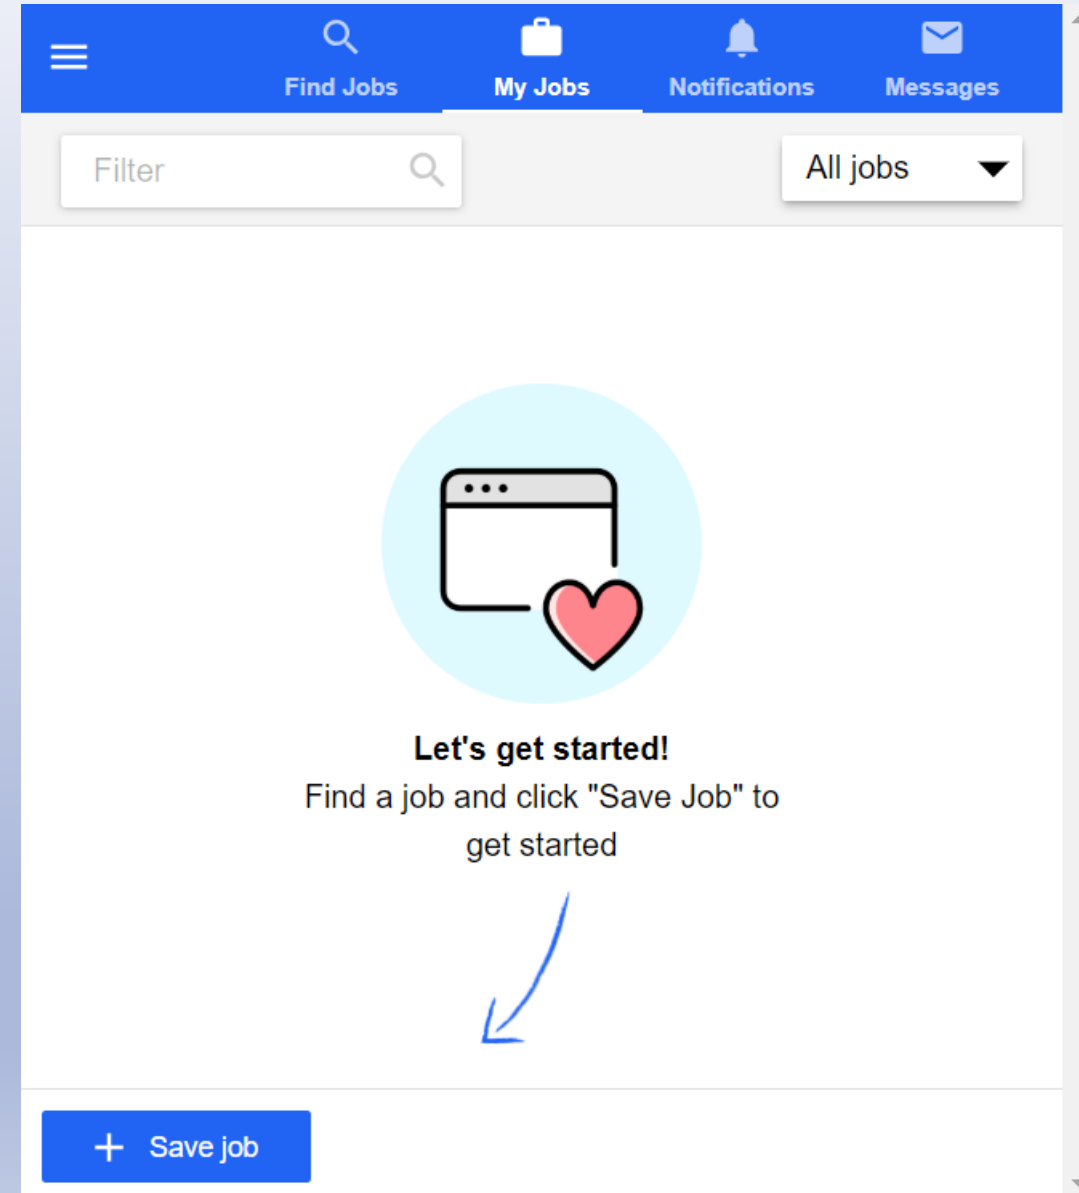 Find Jobs
My Jobs
Notifications
Messages
Filter
All jobs
Let's get started!
Find a job and click "Save Job" to
get started
Save job